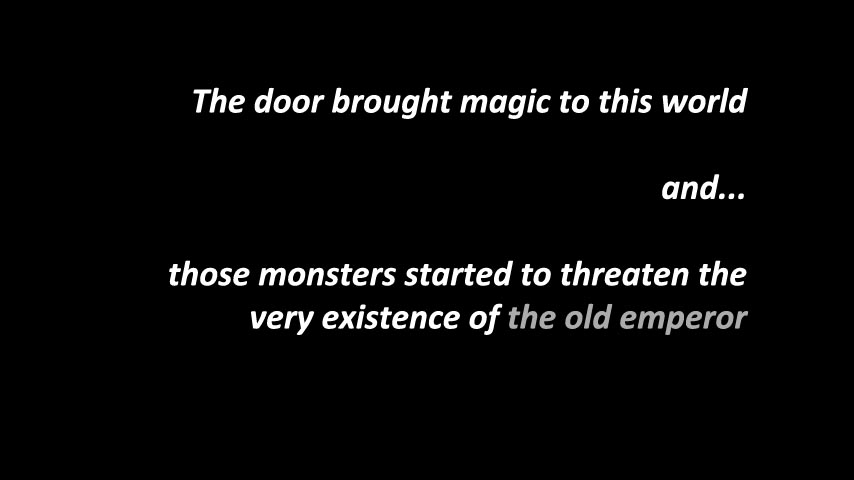 The door brought magic to this world
and...
those monsters started to threaten the
very existence of the old emperor